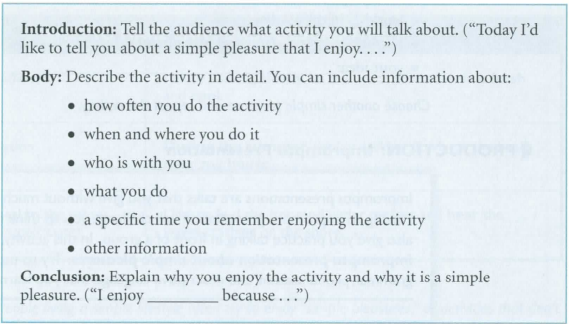 Introduction: Tell the audience what activity you will talk about. ("Today I'd
like to tell you about a simple pleasure that I enjoy. . . .")
Body: Describe the activity in detail. You can include information about:
• how often you do the activity
• when and where you do it
• who is with you
• what you do
• a specific time you remember enjoying the activity
• other information
Conclusion: Explain why you enjoy the activity and why it is a simple
pleasure. ("I enjoy __________ because . . .")